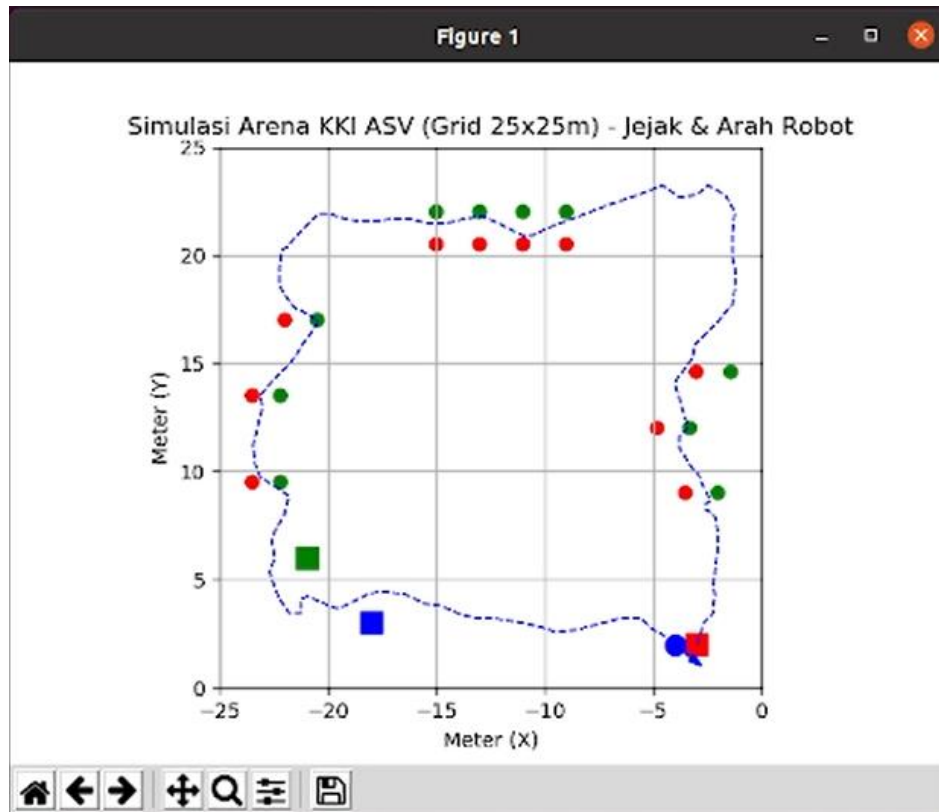 Figure 1
Simulasi Arena KKI ASV (Grid 25x25m) - Jejak & Arah Robot
25
20
15
10
5
0
Meter (Y)
−25 −20 −15 −10 −5 0
Meter (X)